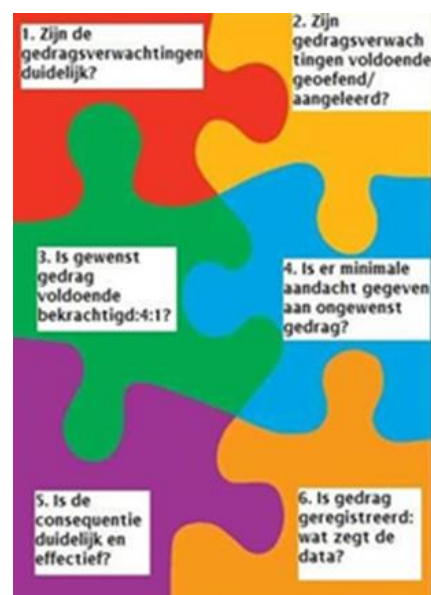 1. Zijn de
gedragsverwachtingen
duidelijk?
2. Zijn
gedragsverwach
tingen voldoende
geoefend/
aangeleerd?
3. Is gewenst
gedrag
voldoende
bekrachtigd:4:1?
4. Is er minimale
aandacht gegeven
aan ongewenst
gedrag?
5. Is de
consequentie
duidelijk en
effectief?
6. Is gedrag
geregistreerd:
wat zegt de
data?